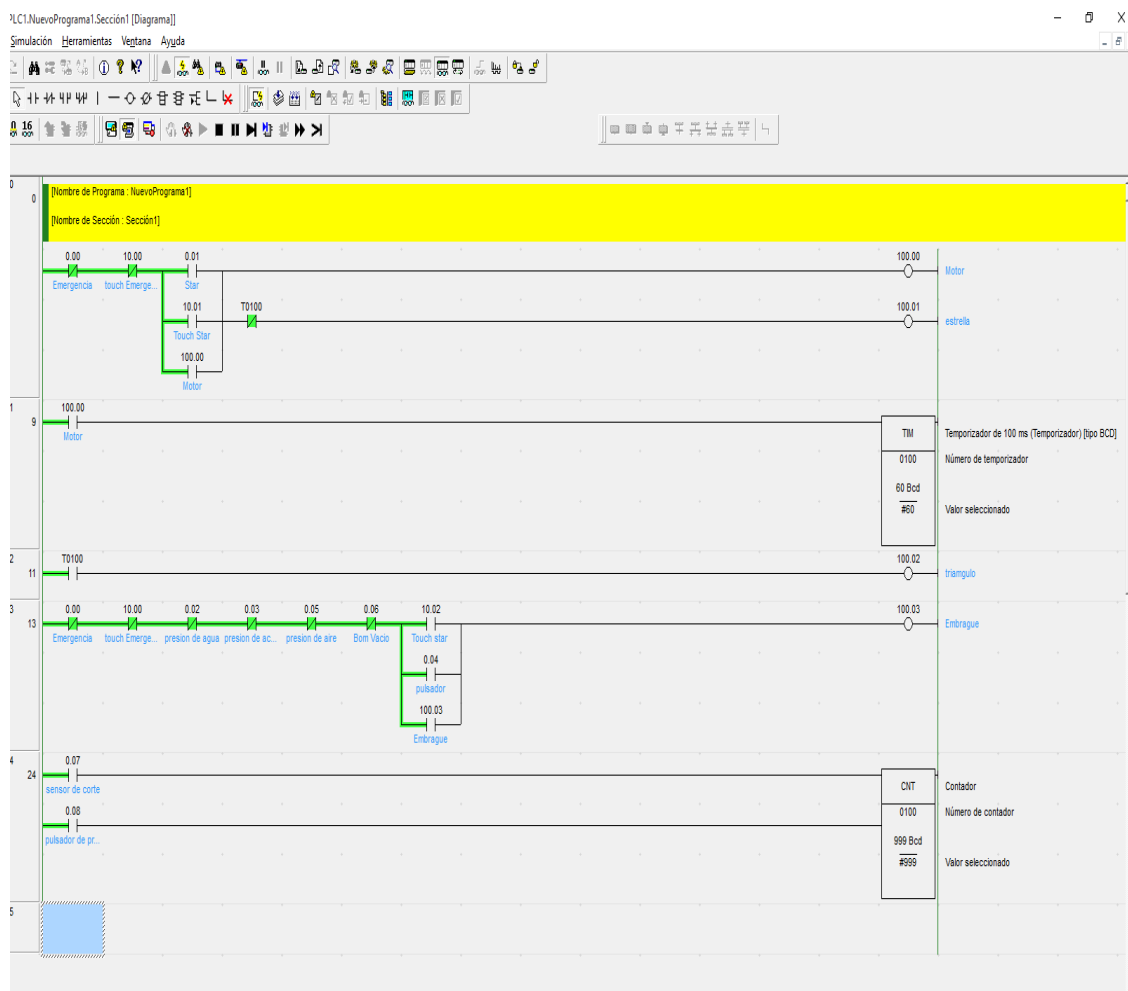 PLC1.NuevoPrograma1.Sección1 [Diagrama]]
Simulación Herramientas Ventana Ayuda
16
0
0
[Nombre de Programa : NuevoPrograma1]
[Nombre de Sección : Sección1]
0.00 10.00 0.01 100.00
Emergencia touch Emerge... Star Motor
10.01 T0100 100.01
Touch Star estrella
100.00
Motor
1
9
100.00
Motor
TIM Temporizador de 100 ms (Temporizador) [tipo BCD]
0100 Número de temporizador
60 Bcd
#60 Valor seleccionado
2
11
T0100 100.02
triamgulo
3
13
0.00 10.00 0.02 0.03 0.05 0.06 10.02 100.03
Emergencia touch Emerge... presion de agua presion de ac... presion de aire Bom Vacio Touch star Embrague
0.04
pulsador
100.03
Embrague
4
24
0.07
sensor de corte
CNT Contador
0.08
pulsador de pr...
0100 Número de contador
999 Bcd
#999 Valor seleccionado
5